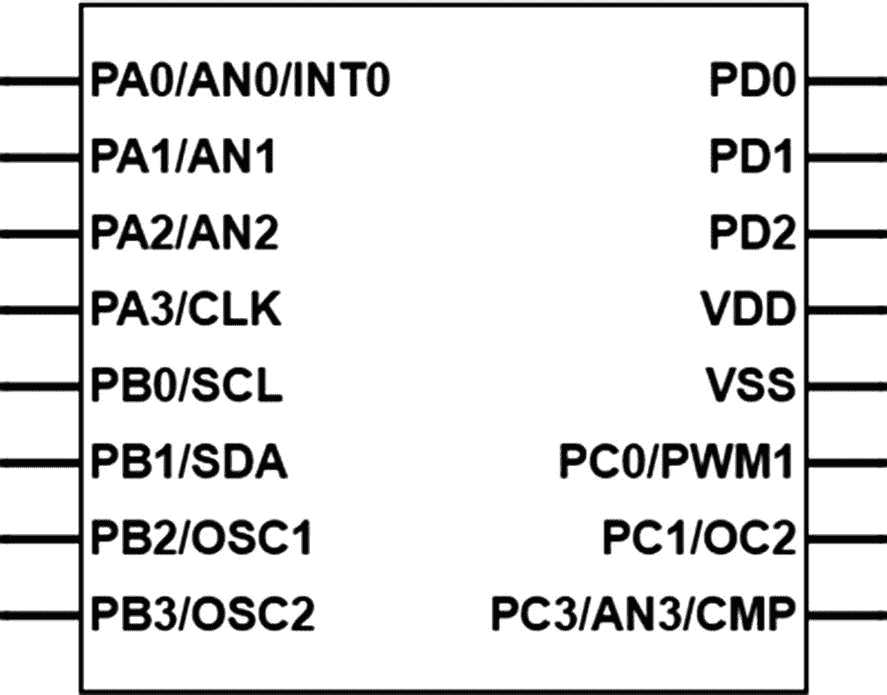 PA0/AN0/INT0
PA1/AN1
PA2/AN2
PA3/CLK
PB0/SCL
PB1/SDA
PB2/OSC1
PB3/OSC2
PD0
PD1
PD2
VDD
VSS
PC0/PWM1
PC1/OC2
PC3/AN3/CMP